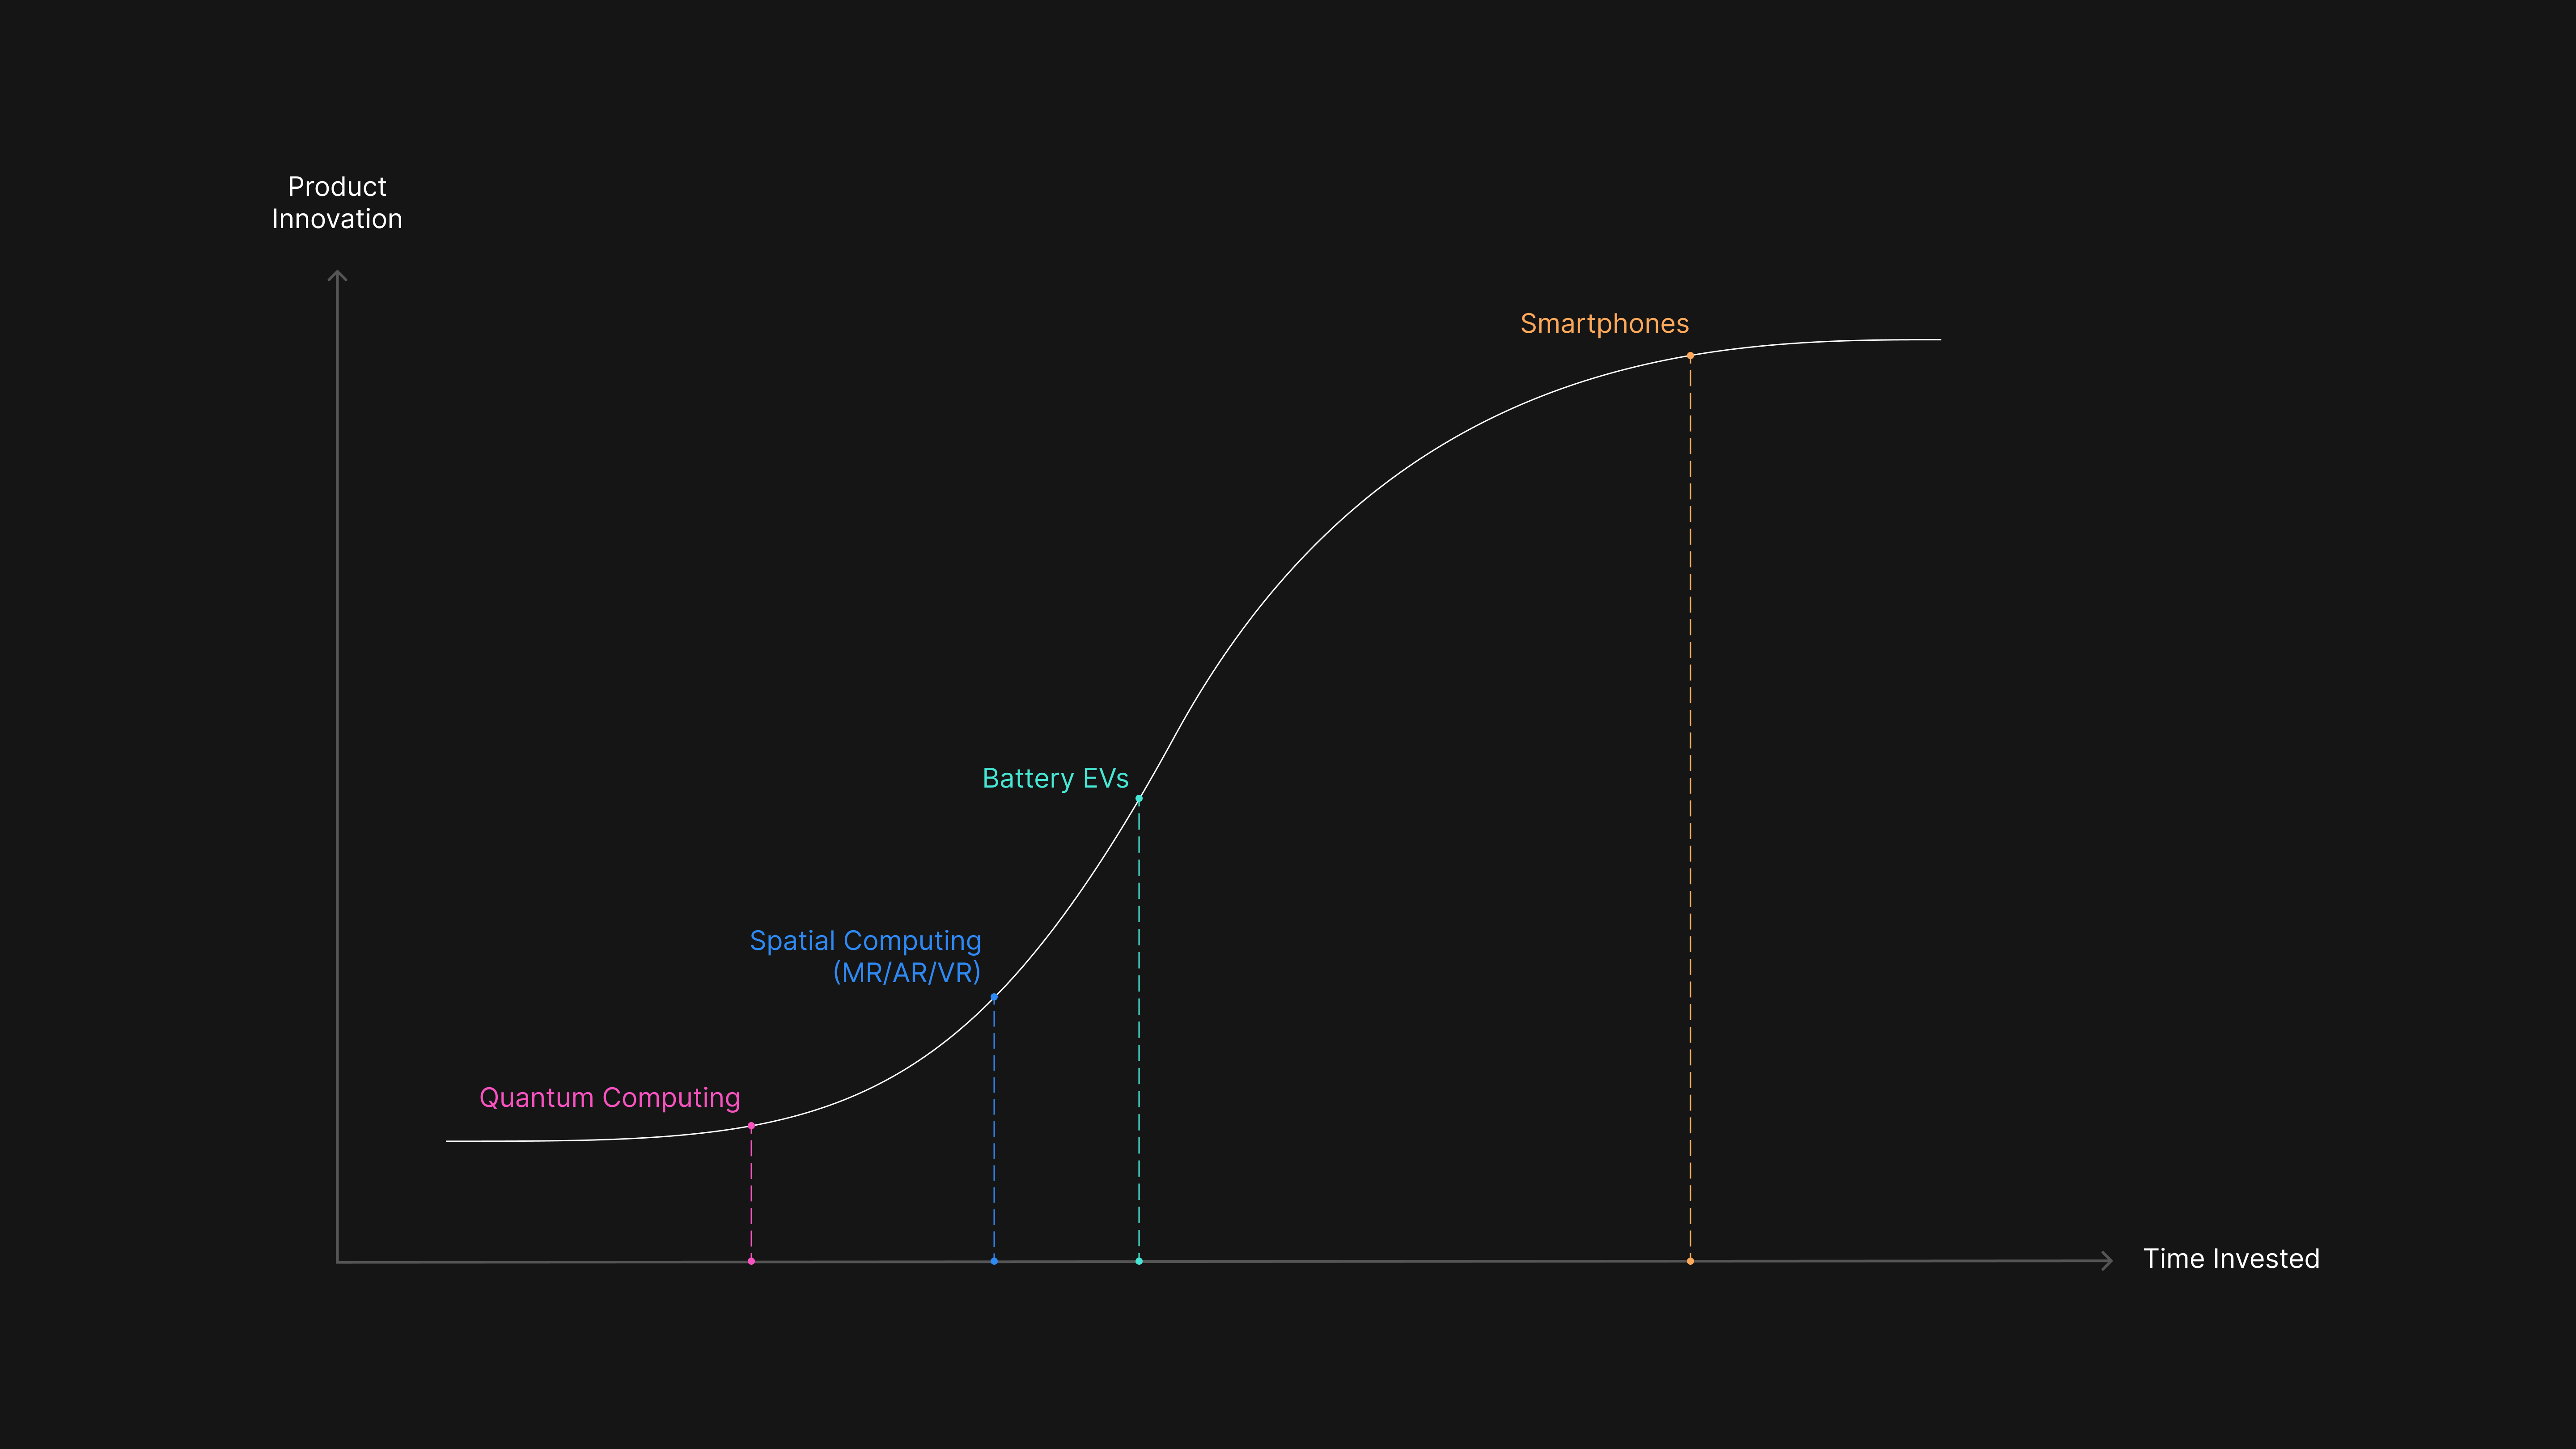 Product
Innovation
Smartphones
Battery EVs
Spatial Computing
(MR/AR/VR)
Quantum Computing
Time Invested